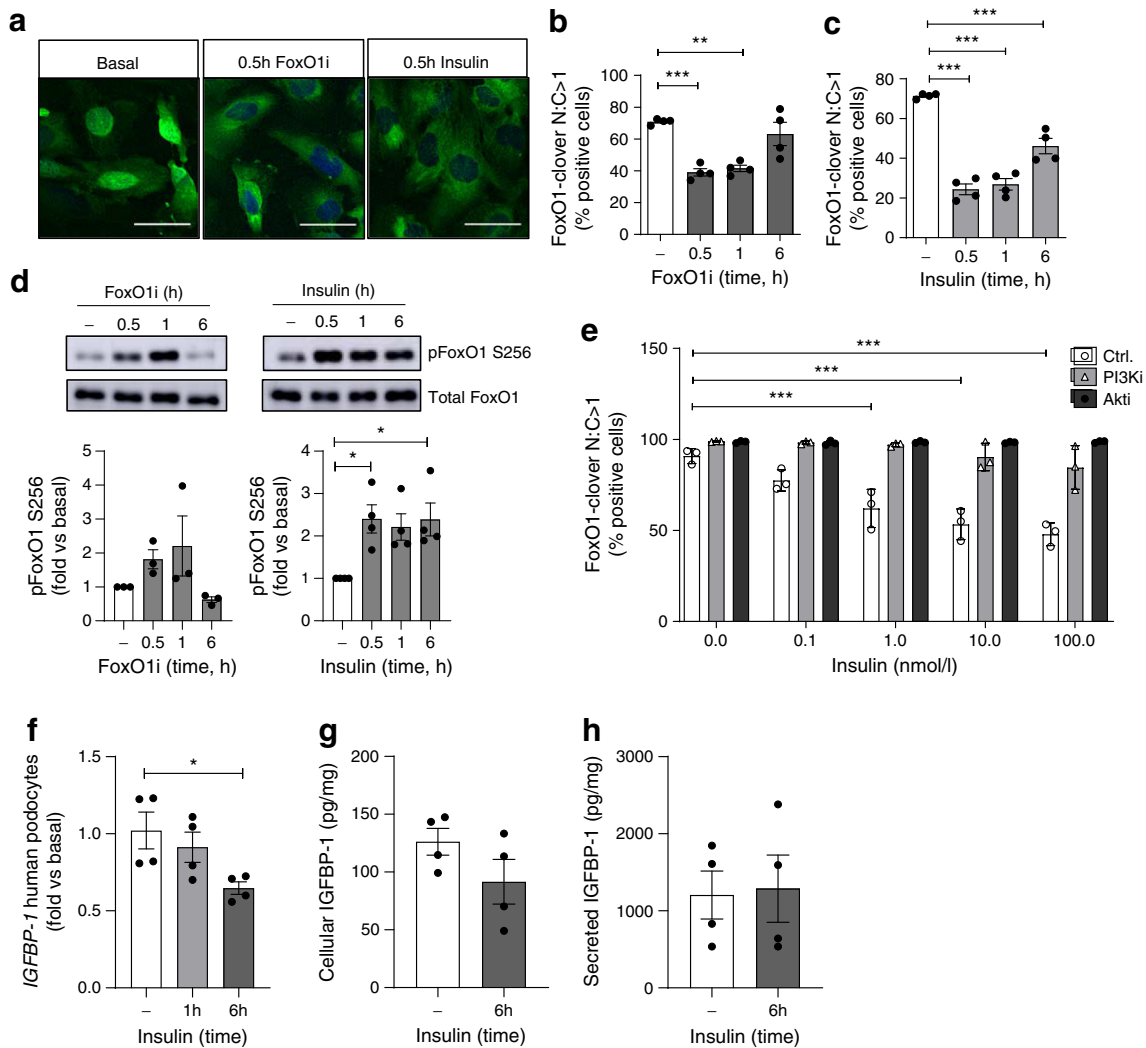 a
Basal
0.5h FoxO1i
0.5h Insulin
b
FoxO1-clover N:C>1
(% positive cells)
100
80
60
40
20
0
***
**
– 0.5 1 6
FoxO1i (time, h)
c
FoxO1-clover N:C>1
(% positive cells)
80
60
40
20
0
***
***
***
– 0.5 1 6
Insulin (time, h)
d
FoxO1i (h)
– 0.5 1 6
Insulin (h)
– 0.5 1 6
pFoxO1 S256
Total FoxO1
pFoxO1 S256
(fold vs basal)
5
4
3
2
1
0
– 0.5 1 6
FoxO1i (time, h)
pFoxO1 S256
(fold vs basal)
5
4
3
2
1
0
*
*
– 0.5 1 6
Insulin (time, h)
e
FoxO1-clover N:C>1
(% positive cells)
150
100
50
0
***
***
***
Ctrl.
PI3Ki
Akti
0.0 0.1 1.0 10.0 100.0
Insulin (nmol/l)
f
IGFBP-1 human podocytes
(fold vs basal)
1.5
1.0
0.5
0.0
*
– 1h 6h
Insulin (time)
g
Cellular IGFBP-1 (pg/mg)
200
150
100
50
0
– 6h
Insulin (time)
h
Secreted IGFBP-1 (pg/mg)
3000
2000
1000
0
– 6h
Insulin (time)